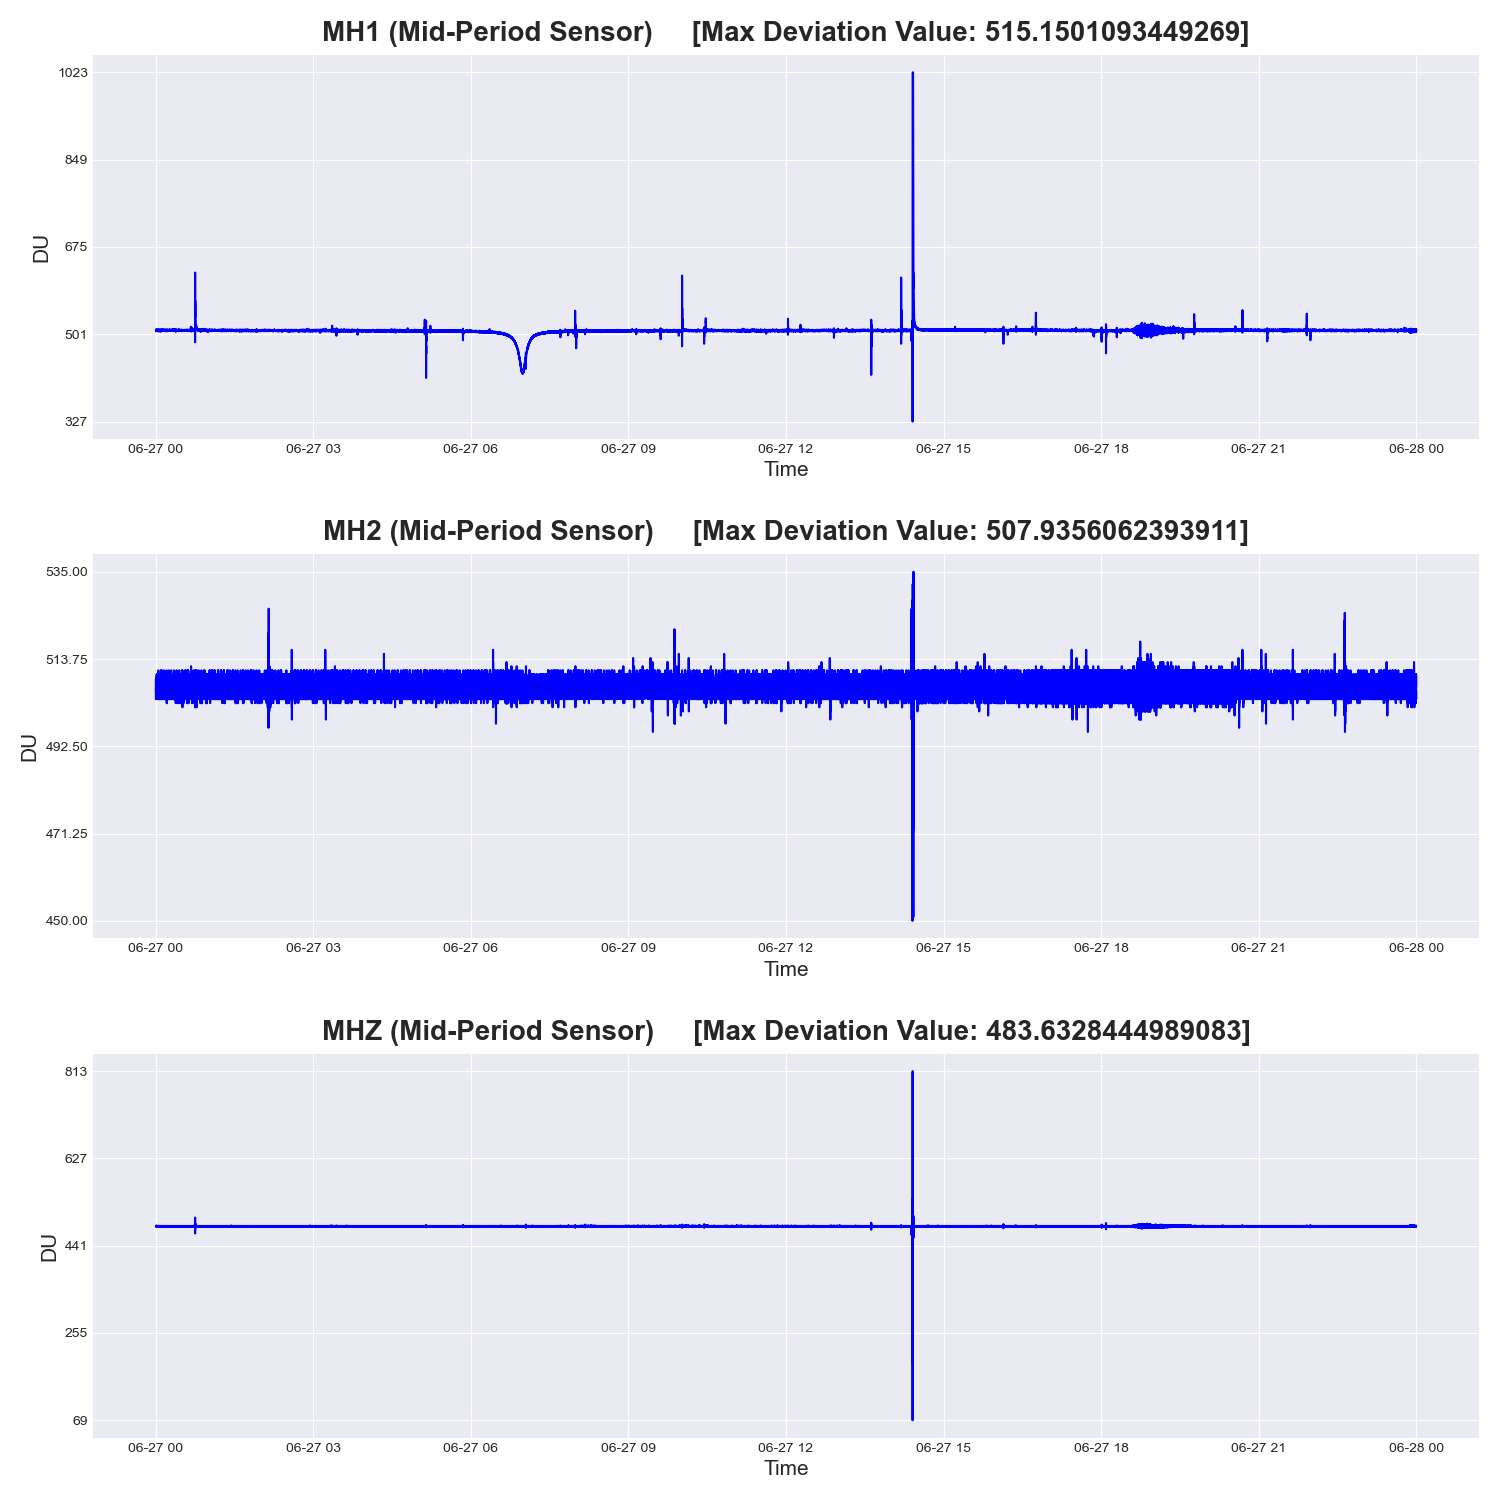 MH1 (Mid-Period Sensor) [Max Deviation Value: 515.1501093449269]
1023
849
675
501
327
DU
06-27 00 06-27 03 06-27 06 06-27 09 06-27 12 06-27 15 06-27 18 06-27 21 06-28 00
Time
MH2 (Mid-Period Sensor) [Max Deviation Value: 507.9356062393911]
535.00
513.75
492.50
471.25
450.00
DU
06-27 00 06-27 03 06-27 06 06-27 09 06-27 12 06-27 15 06-27 18 06-27 21 06-28 00
Time
MHZ (Mid-Period Sensor) [Max Deviation Value: 483.6328444989083]
813
627
441
255
69
DU
06-27 00 06-27 03 06-27 06 06-27 09 06-27 12 06-27 15 06-27 18 06-27 21 06-28 00
Time